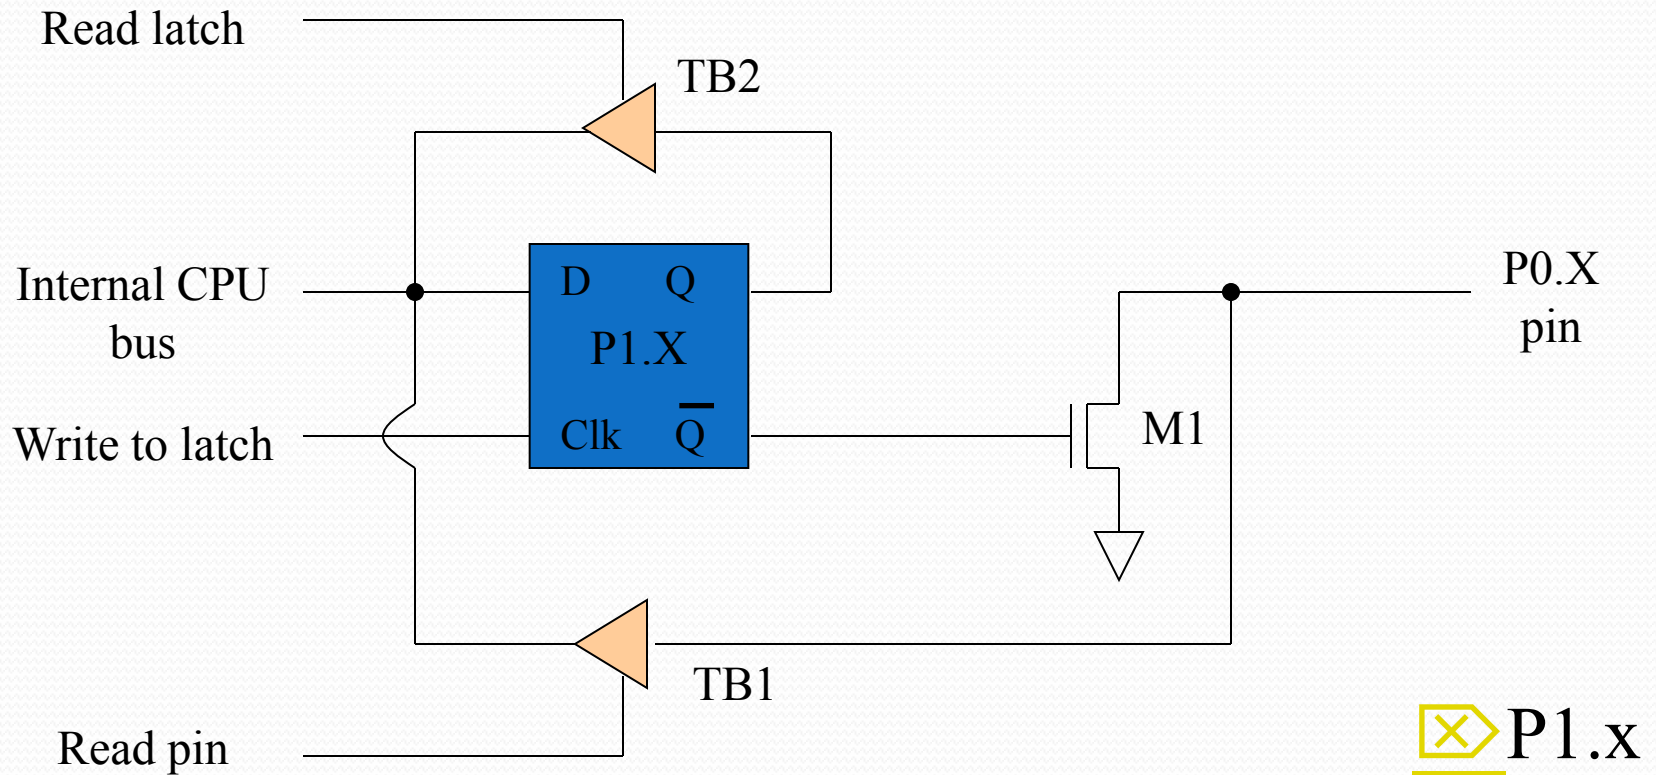 Read latch
TB2
Internal CPU
bus
D Q
P1.X
Clk Q
P0.X
pin
Write to latch
M1
TB1
Read pin
P1.x